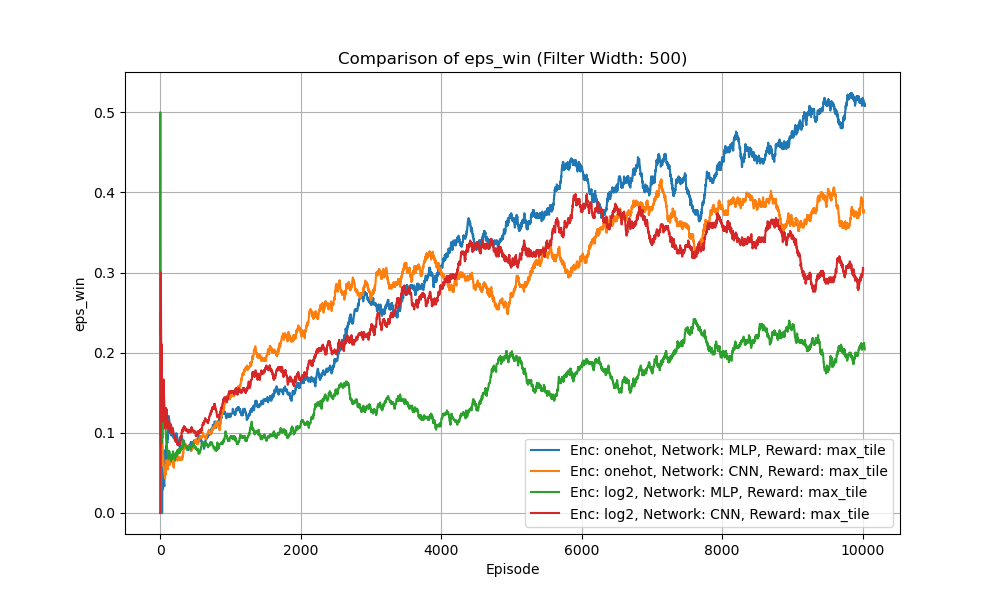 Comparison of eps_win (Filter Width: 500)
0.5
0.4
0.3
0.2
0.1
0.0
eps_win
Enc: onehot, Network: MLP, Reward: max_tile
Enc: onehot, Network: CNN, Reward: max_tile
Enc: log2, Network: MLP, Reward: max_tile
Enc: log2, Network: CNN, Reward: max_tile
0 2000 4000 6000 8000 10000
Episode